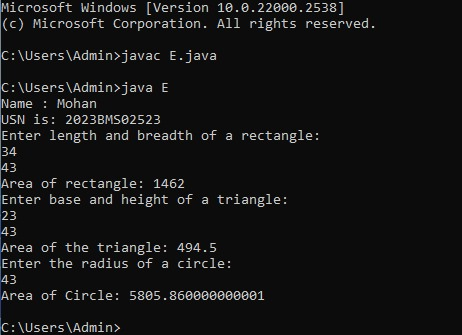 Microsoft Windows [Version 10.0.22000.2538]
(c) Microsoft Corporation. All rights reserved.
C:\Users\Admin>javac E.java
C:\Users\Admin>java E
Name : Mohan
USN is: 2023BMS02523
Enter length and breadth of a rectangle:
34
43
Area of rectangle: 1462
Enter base and height of a triangle:
23
43
Area of the triangle: 494.5
Enter the radius of a circle:
43
Area of Circle: 5805.860000000001
C:\Users\Admin>